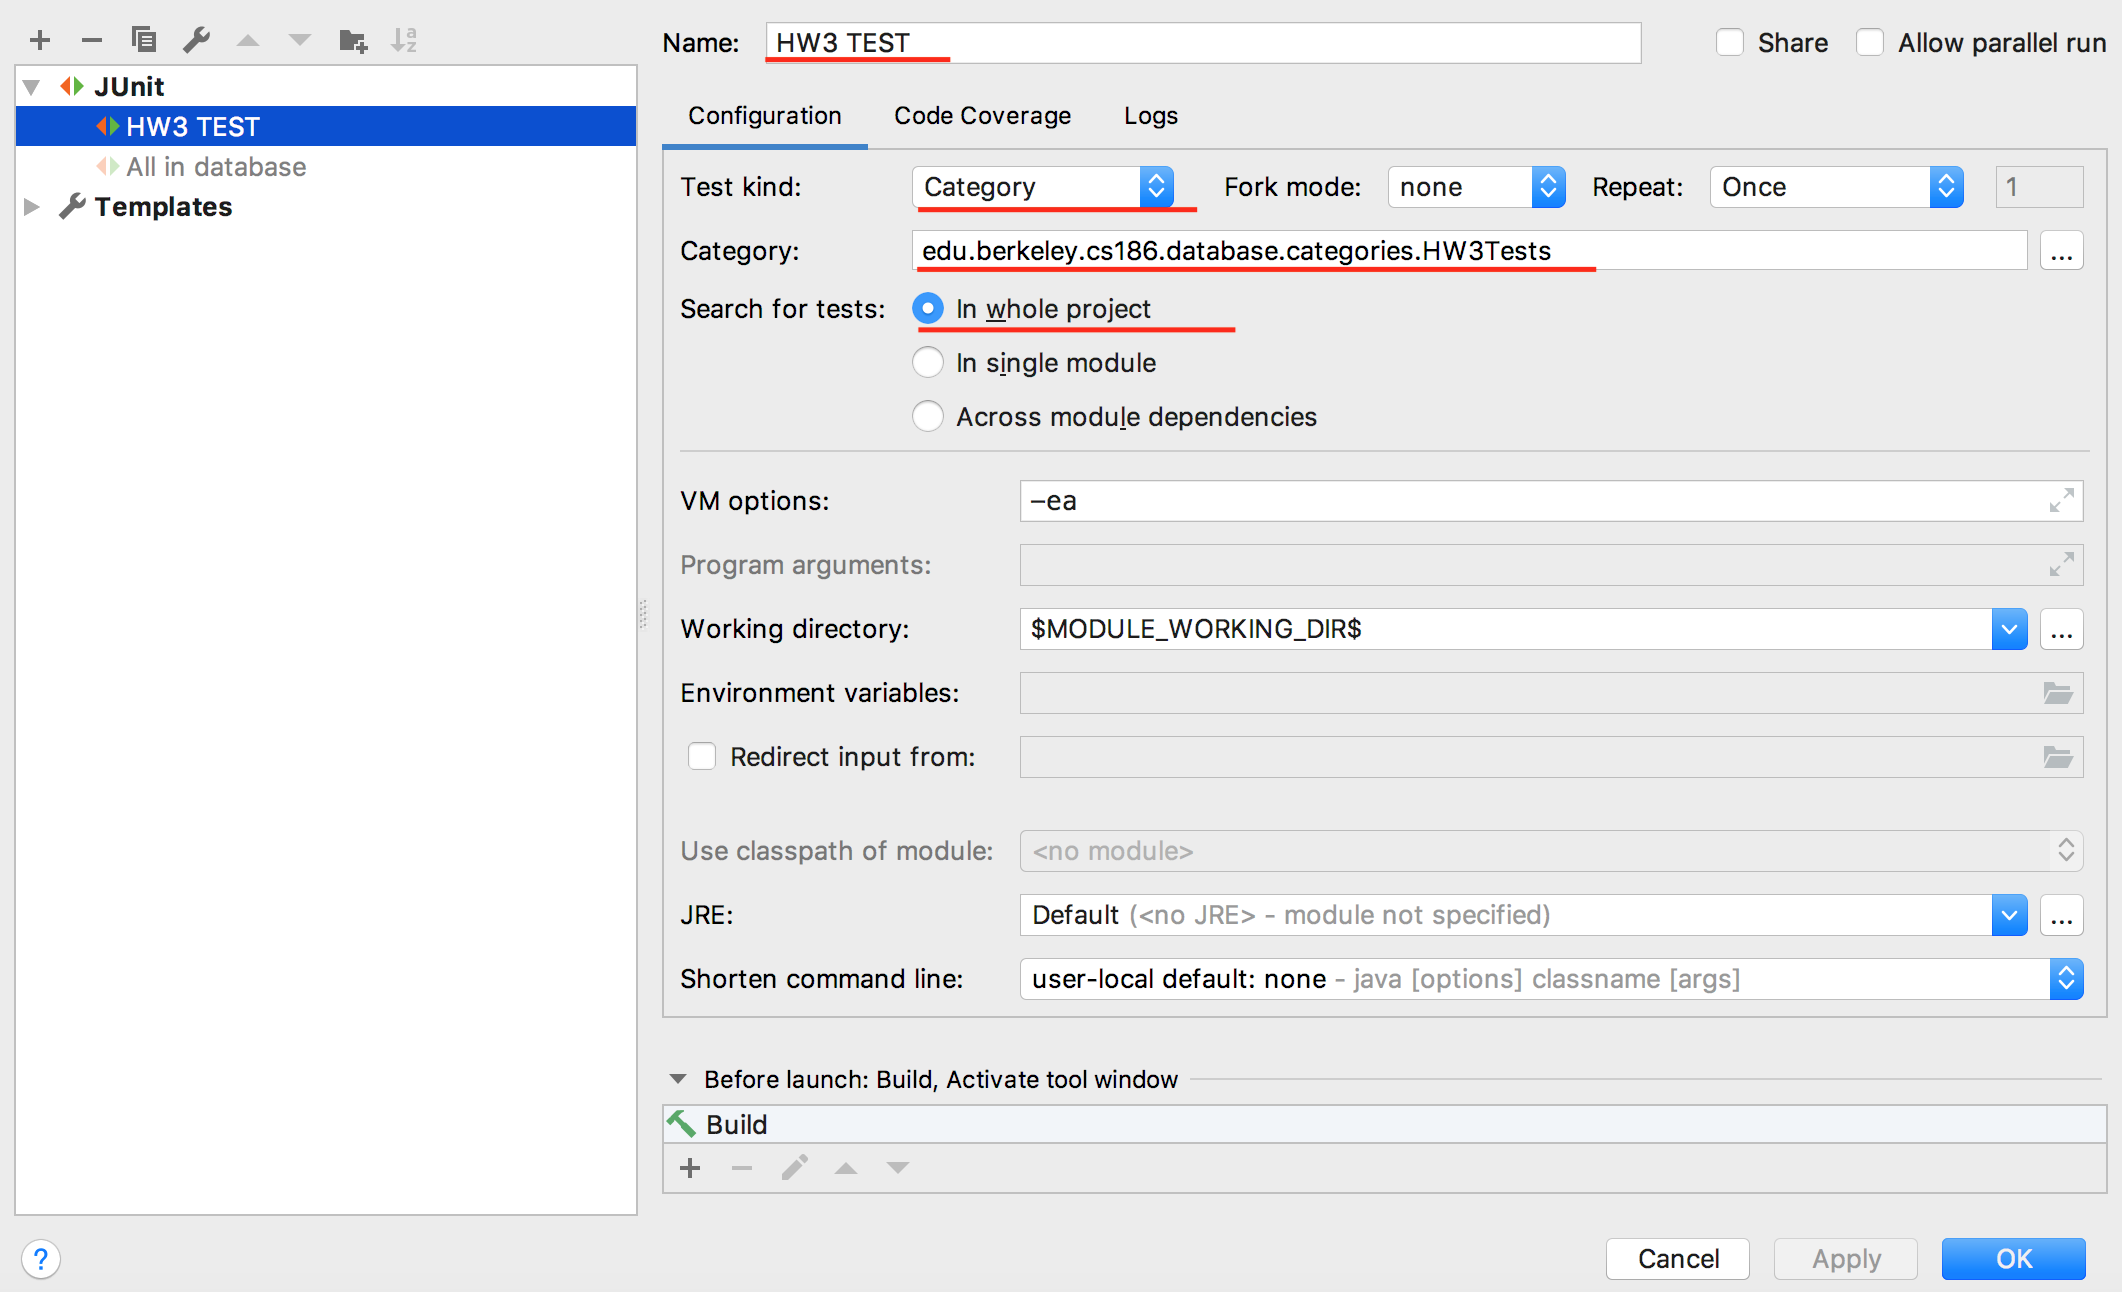 Name: HW3 TEST Share Allow parallel run
JUnit
HW3 TEST
All in database
Templates
Configuration Code Coverage Logs
Test kind: Category Fork mode: none Repeat: Once 1
Category: edu.berkeley.cs186.database.categories.HW3Tests ...
Search for tests: In whole project
In single module
Across module dependencies
VM options: -ea
Program arguments:
Working directory: $MODULE_WORKING_DIR$ ...
Environment variables:
Redirect input from:
Use classpath of module: <no module>
JRE: Default (<no JRE> - module not specified) ...
Shorten command line: user-local default: none - java [options] classname [args]
Before launch: Build, Activate tool window
Build
? Cancel Apply OK